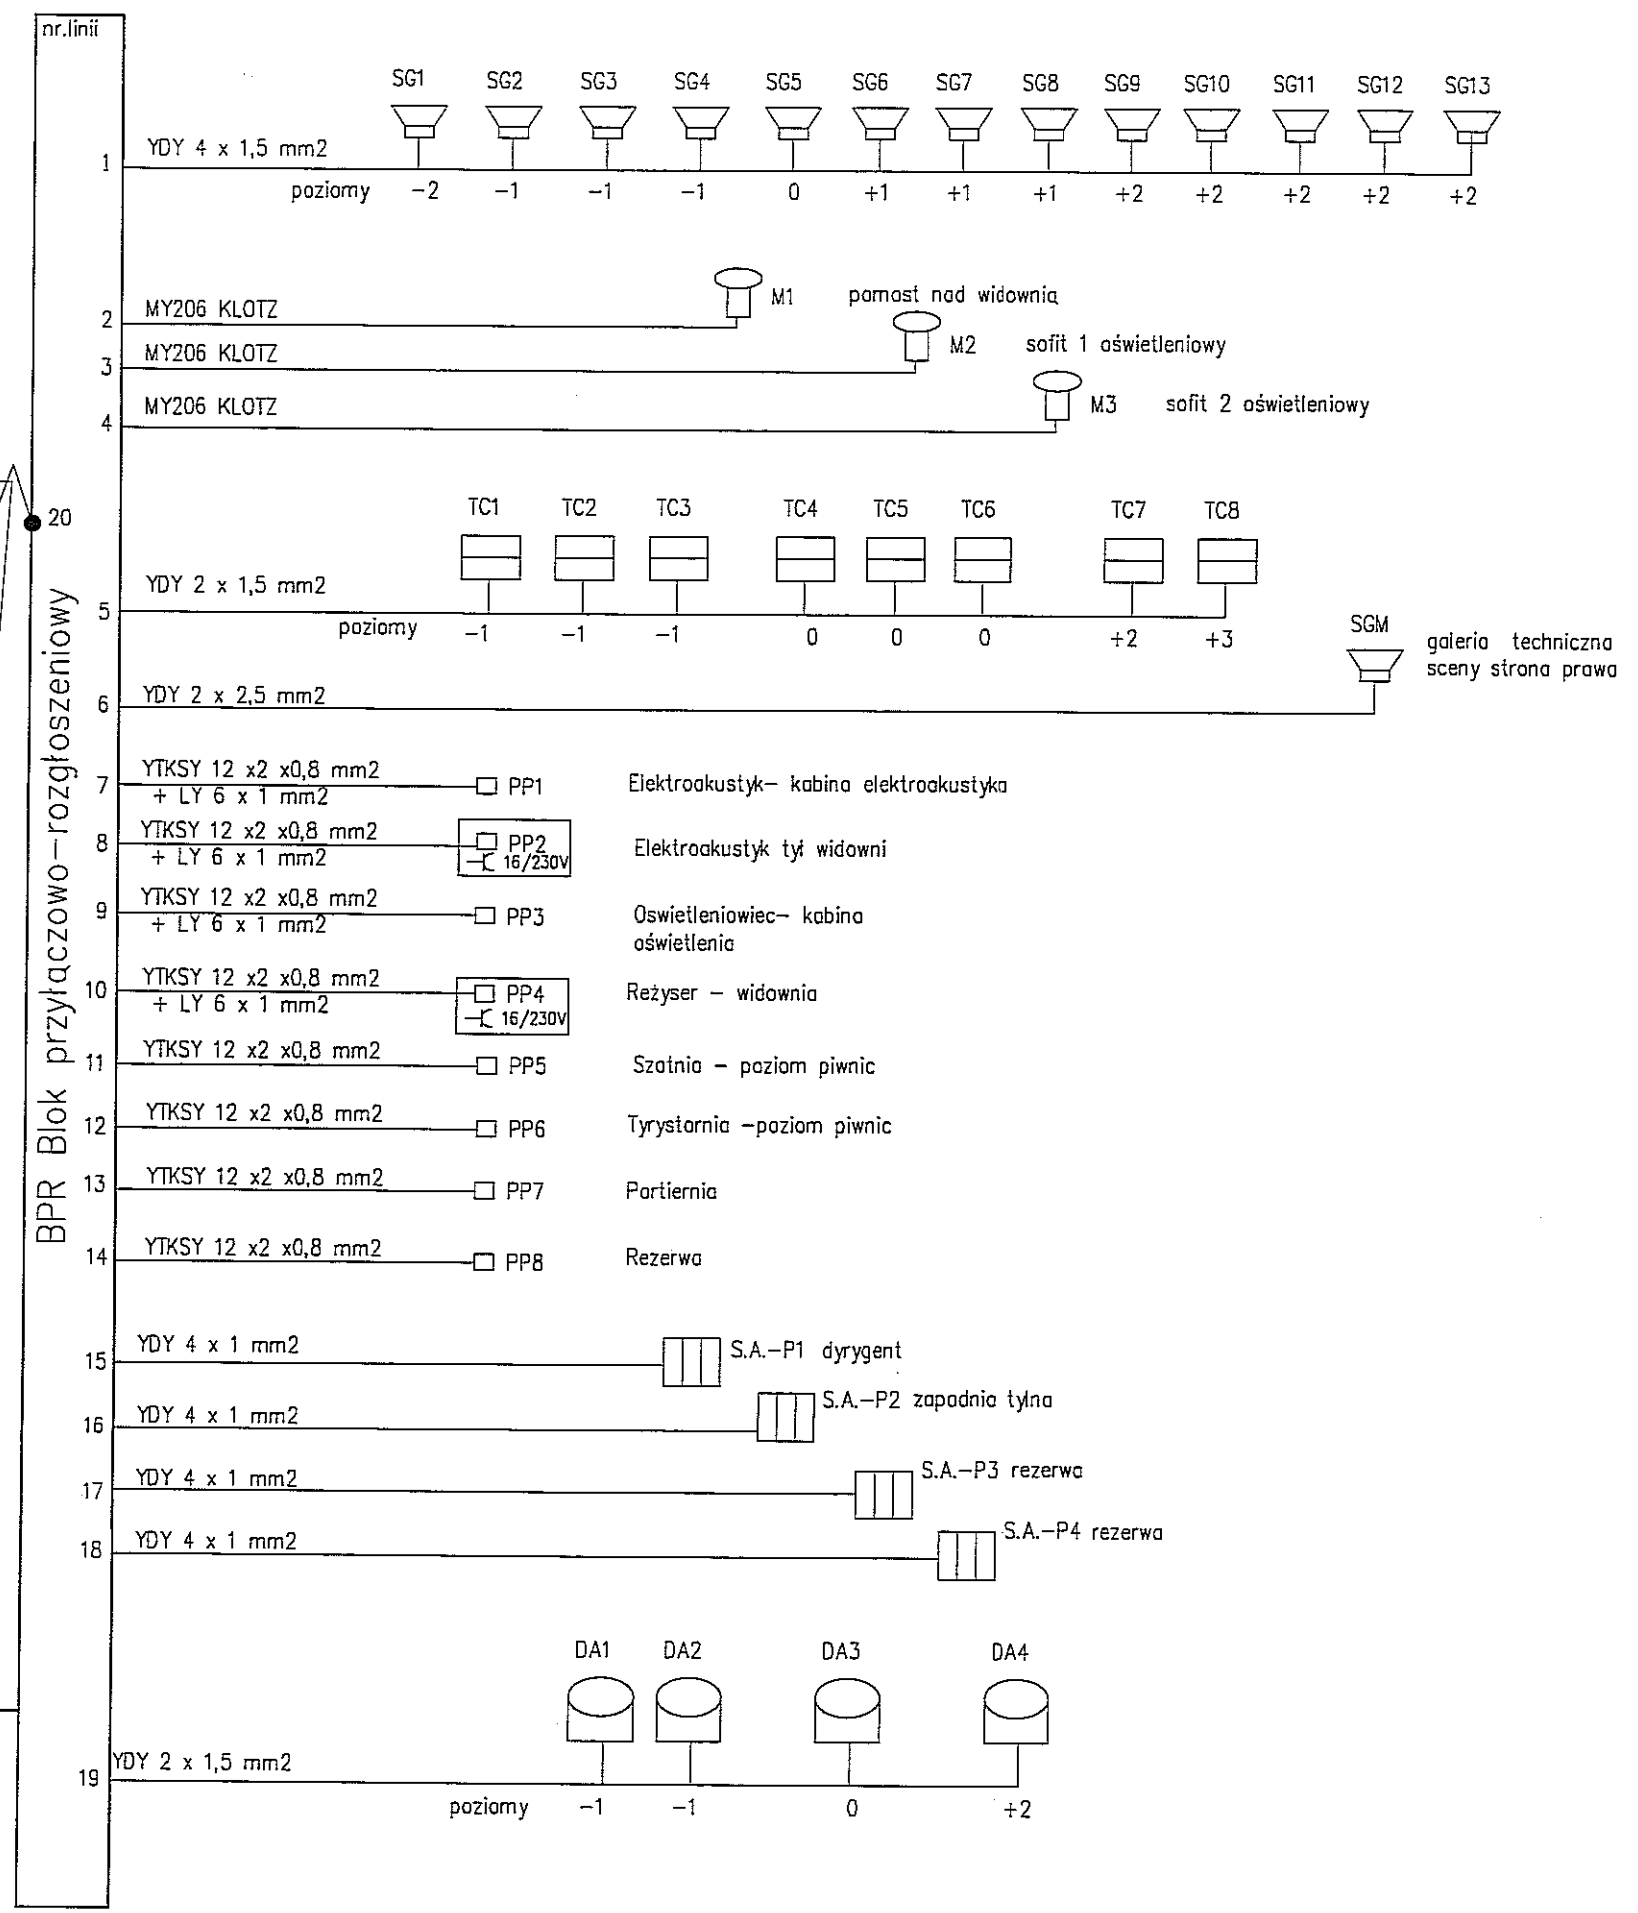 nr.linii
SG1 SG2 SG3 SG4 SG5 SG6 SG7 SG8 SG9 SG10 SG11 SG12 SG13
YDY 4 x 1,5 mm2
1
poziomy -2 -1 -1 -1 0 +1 +1 +1 +2 +2 +2 +2 +2
M1 pomost nad widownią
2 MY206 KLOTZ
M2 sofit 1 oświetleniowy
3 MY206 KLOTZ
M3 sofit 2 oświetleniowy
4 MY206 KLOTZ
20
TC1 TC2 TC3 TC4 TC5 TC6 TC7 TC8
YDY 2 x 1,5 mm2
5
poziomy -1 -1 -1 0 0 0 +2 +3
SGM
galeria techniczna
sceny strona prawa
6 YDY 2 x 2,5 mm2
BPR Blok przyłączowo-rozgłoszeniowy
YTKSY 12 x2 x0,8 mm2
7 PP1 Elektroakustyk- kabina elektroakustyka
+ LY 6 x 1 mm2
YTKSY 12 x2 x0,8 mm2
8 PP2 Elektroakustyk tył widowni
+ LY 6 x 1 mm2 16/230V
YTKSY 12 x2 x0,8 mm2
9 PP3 Oswietleniowiec- kabina
+ LY 6 x 1 mm2
oświetlenia
YTKSY 12 x2 x0,8 mm2
10 PP4 Reżyser - widownia
+ LY 6 x 1 mm2 16/230V
YTKSY 12 x2 x0,8 mm2
11 PP5 Szatnia - poziom piwnic
YTKSY 12 x2 x0,8 mm2
12 PP6 Tyrystornia -poziom piwnic
YTKSY 12 x2 x0,8 mm2
13 PP7 Portiernia
YTKSY 12 x2 x0,8 mm2
14 PP8 Rezerwa
YDY 4 x 1 mm2
15 S.A.-P1 dyrygent
YDY 4 x 1 mm2
16 S.A.-P2 zapadnia tylna
YDY 4 x 1 mm2
17 S.A.-P3 rezerwa
YDY 4 x 1 mm2
18 S.A.-P4 rezerwa
DA1 DA2 DA3 DA4
YDY 2 x 1,5 mm2
19
poziomy -1 -1 0 +2